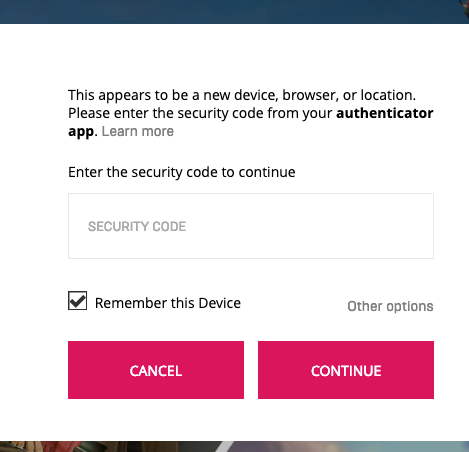 This appears to be a new device, browser, or location.
Please enter the security code from your authenticator
app. Learn more
Enter the security code to continue
SECURITY CODE
Remember this Device
Other options
CANCEL
CONTINUE